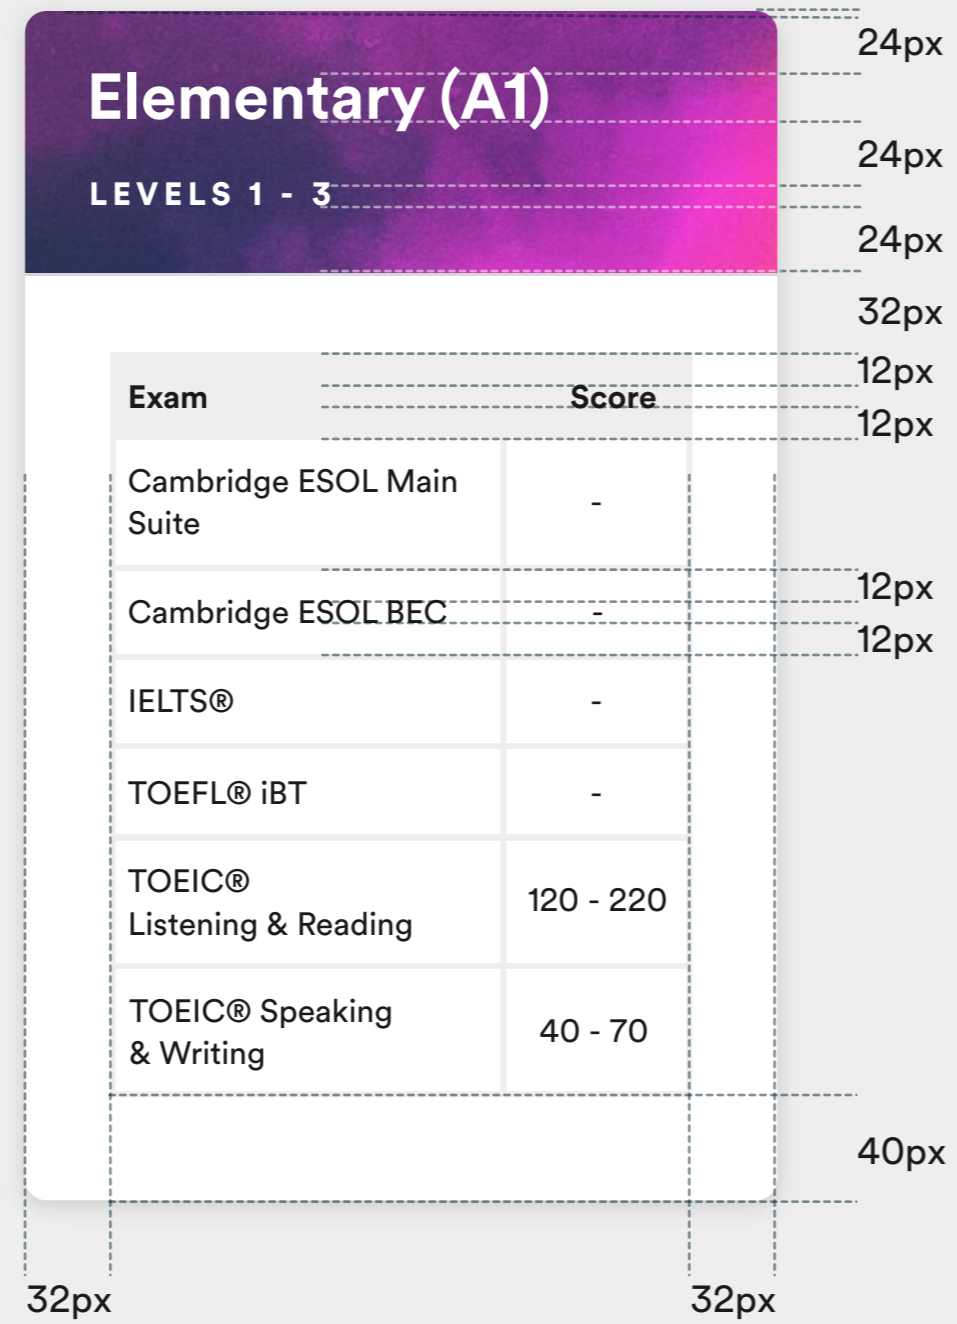 24px
Elementary (A1)
24px
LEVELS 1 - 3
24px
32px
12px
Exam Score
12px
Cambridge ESOL Main
Suite
-
12px
Cambridge ESOL BEC -
12px
IELTS® -
TOEFL® iBT -
TOEIC®
Listening & Reading
120 - 220
TOEIC® Speaking
& Writing
40 - 70
40px
32px 32px